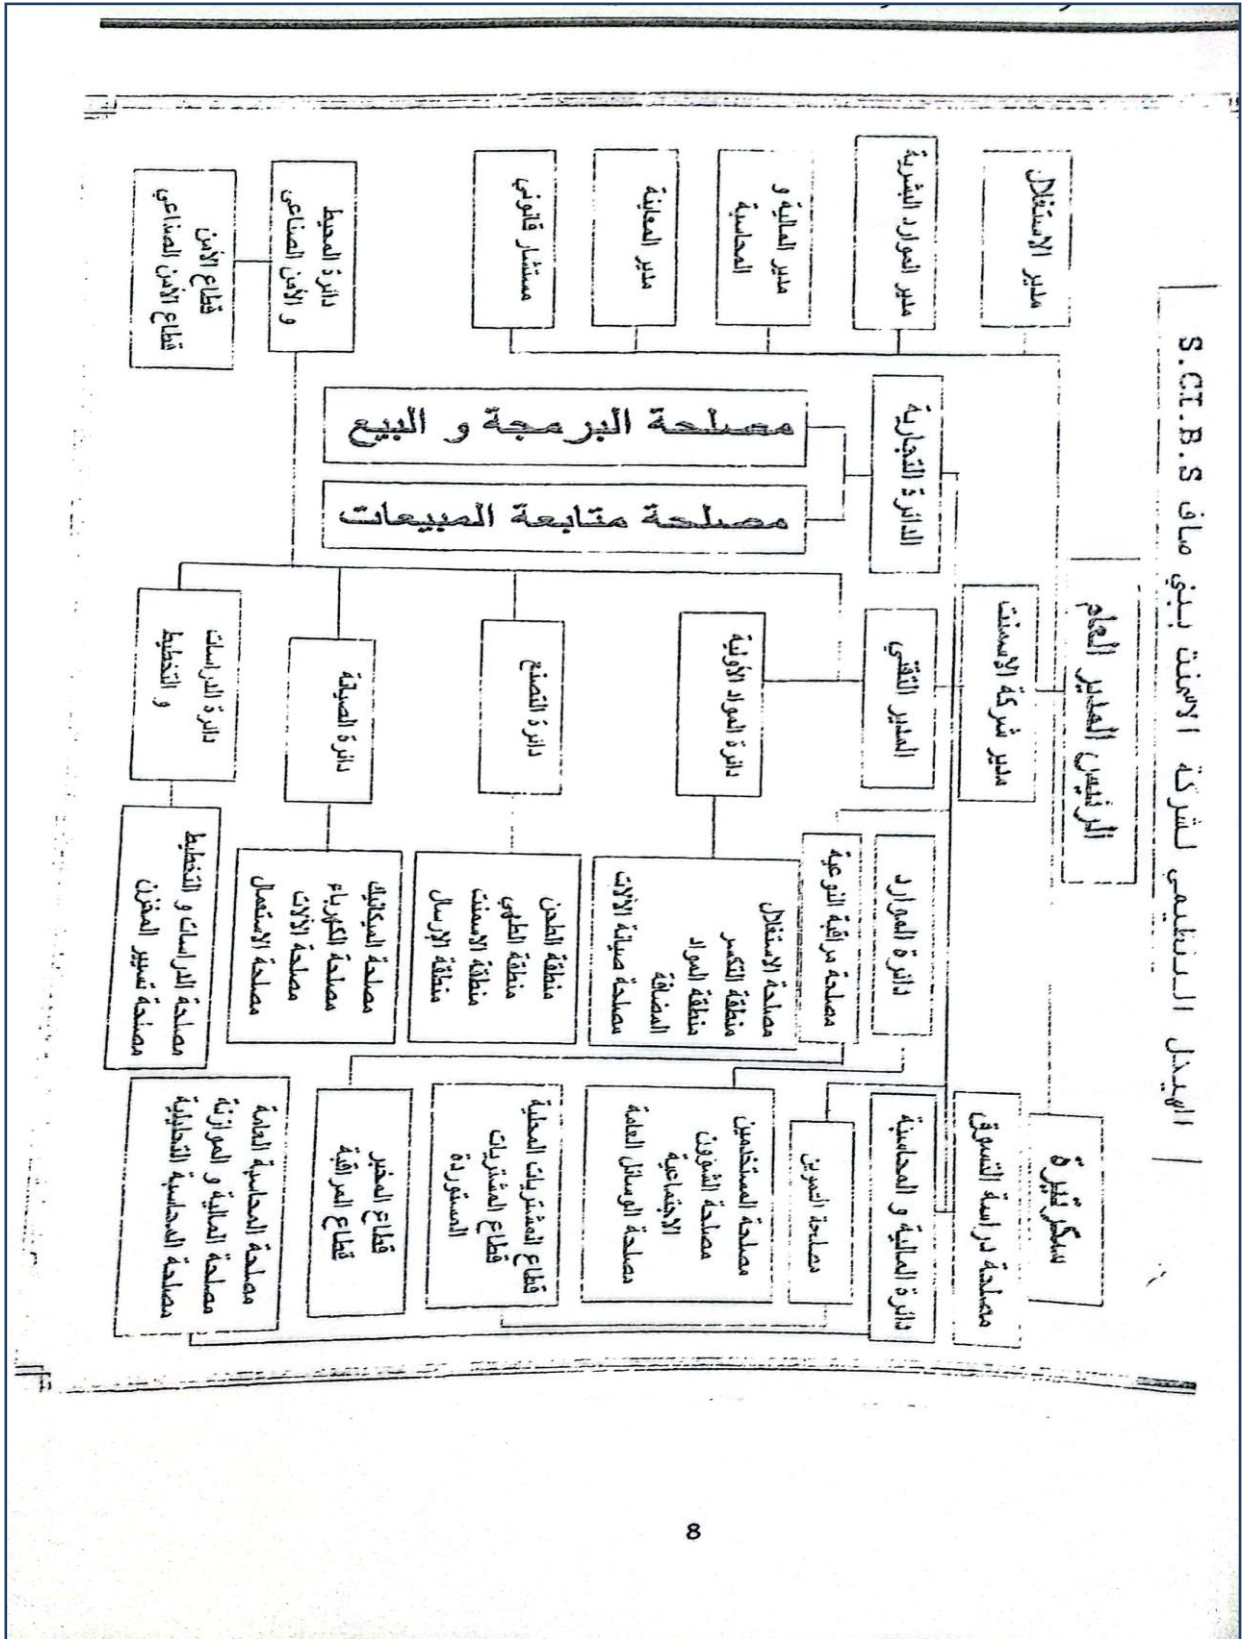 الهيكل التنظيمي لشركة الاسمنت ببني صاف S.CI.B.S
الرئيس المدير العام
سكرتيرة
مدير شركة الاسمنت
مدير الاستغلال
مدير الموارد البشرية
مدير المالية و
المحاسبة
مدير المعاينة
مستشار قانوني
الدائرة التجارية
مصلحة البرمجة و البيع
مصلحة متابعة المبيعات
المدير التقني
دائرة الموارد
مصلحة مراقبة النوعية
مصلحة دراسة التسوق
دائرة المالية و المحاسبة
مصلحة التموين
دائرة المحيط
و الأمن الصناعي
قطاع الأمن
قطاع الأمن الصناعي
دائرة المواد الأولية
دائرة التصنع
دائرة الصيانة
دائرة الدراسات
و التخطيط
مصلحة الاستغلال
منطقة التكسر
منطقة المواد
المضافة
مصلحة صيانة الآلات
منطقة الطحن
منطقة الطهي
منطقة الاسمنت
منطقة الإرسال
مصلحة الميكانيك
مصلحة الكهرباء
مصلحة الآلات
مصلحة الاستعمال
مصلحة الدراسات و التخطيط
مصلحة تسيير المخزن
مصلحة المستخدمين
مصلحة الشؤون
الاجتماعية
مصلحة الوسائل العامة
قطاع المشتريات المحلية
قطاع المشتريات
المستوردة
قطاع المخبر
قطاع المراقبة
مصلحة المحاسبة العامة
مصلحة المالية و الموازنة
مصلحة المحاسبة التحليلية
8